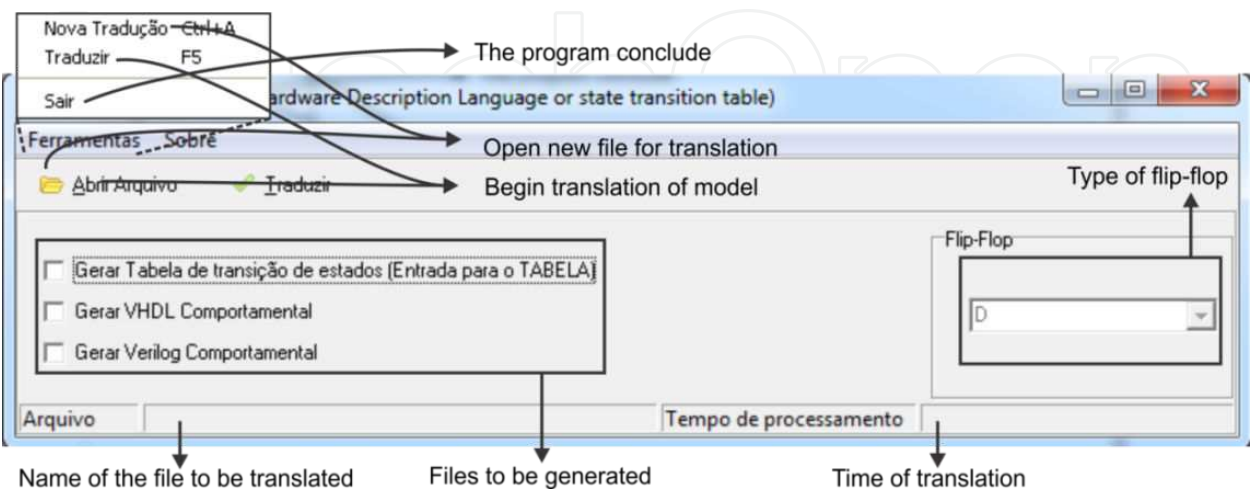 Nova Tradução Ctrl+A
Traduzir F5
The program conclude
Sair
ardware Description Language or state transition table)
Ferramentas Sobre
Open new file for translation
Abrir Arquivo Traduzir
Begin translation of model
Type of flip-flop
Flip-Flop
Gerar Tabela de transição de estados (Entrada para o TABELA)
Gerar VHDL Comportamental
D
Gerar Verilog Comportamental
Arquivo
Tempo de processamento
Name of the file to be translated
Files to be generated
Time of translation